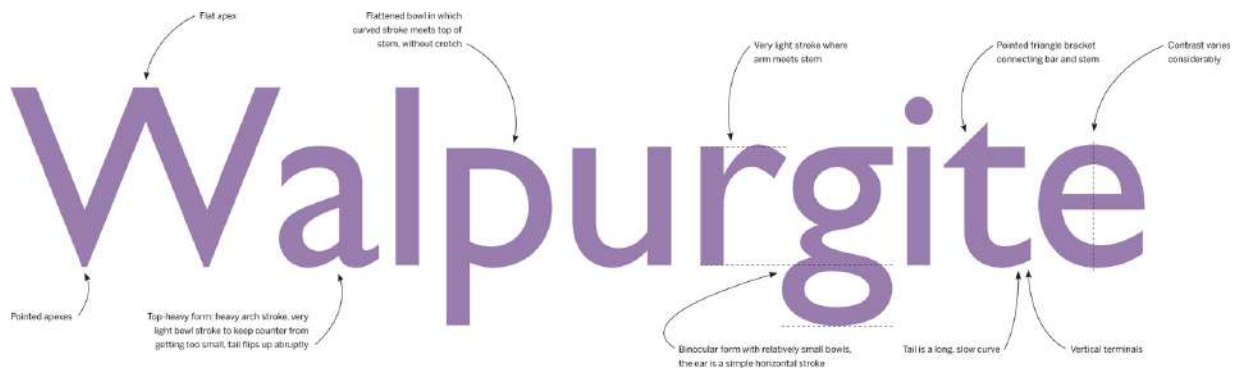 Flat apex
Flattened bowl in which
curved stroke meets top of
stem, without crotch
Very light stroke where
arm meets stem
Pointed triangle bracket
connecting bar and stem
Contrast varies
considerably
Walpurgite
Pointed apexes
Top-heavy form: heavy arch stroke, very
light bowl stroke to keep counter from
getting too small, tail flips up abruptly
Binocular form with relatively small bowls,
the ear is a simple horizontal stroke
Tail is a long, slow curve
Vertical terminals